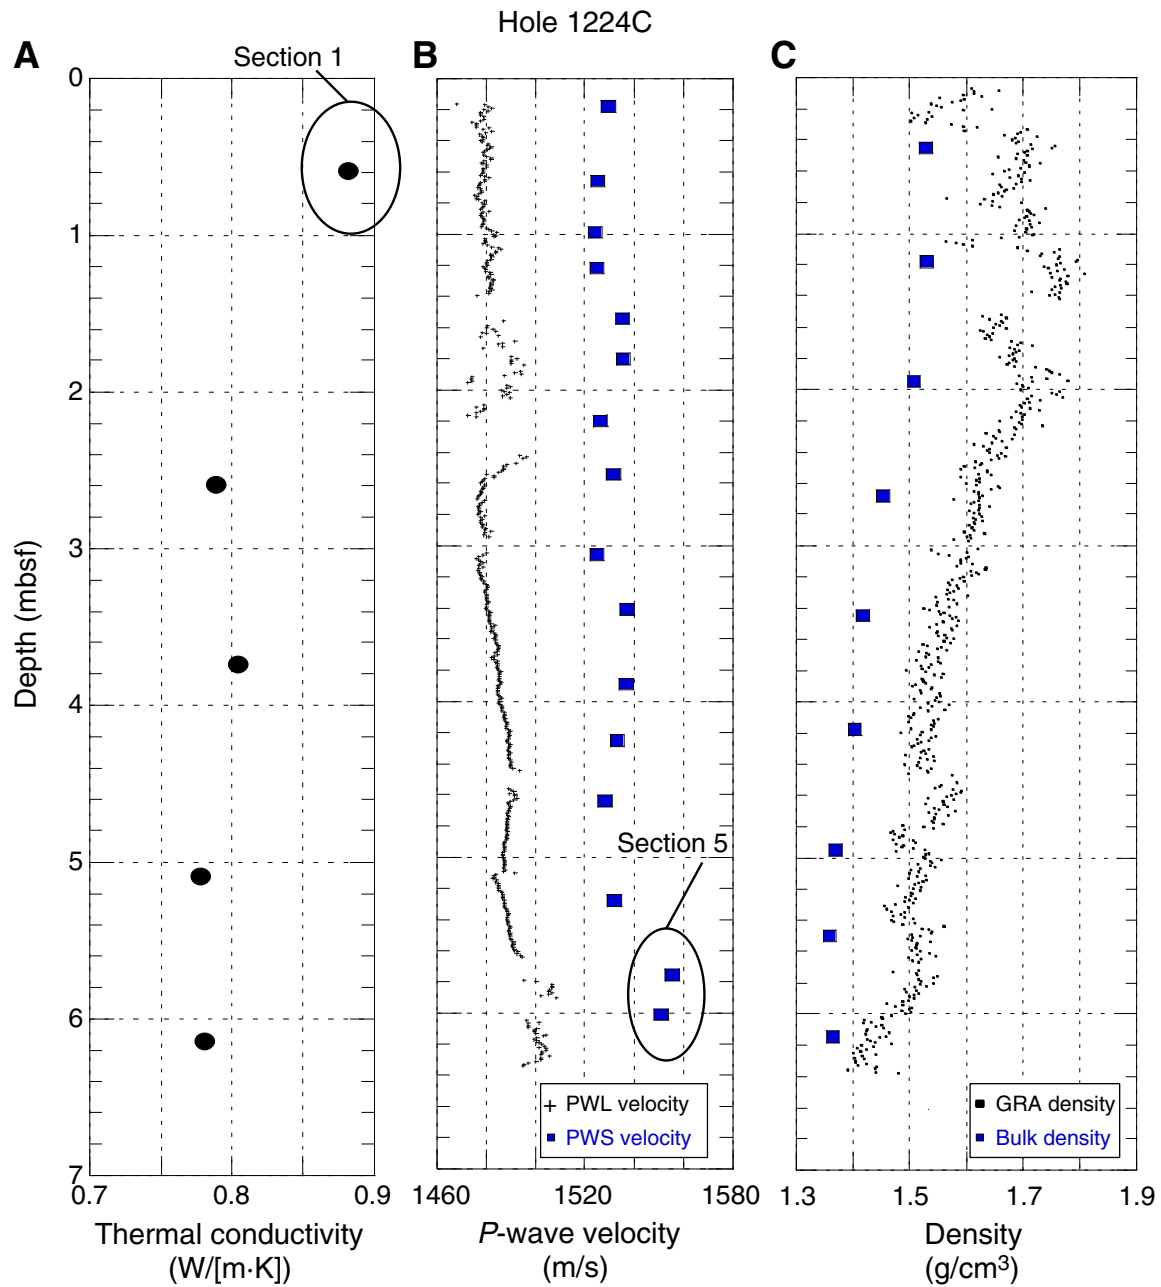 Hole 1224C
A
B
C
Section 1
0
1
2
3
4
5
6
7
Depth (mbsf)
Section 5
PWL velocity
PWS velocity
GRA density
Bulk density
0.7 0.8 0.9
1460 1520 1580
1.3 1.5 1.7 1.9
Thermal conductivity
(W/[m·K])
P-wave velocity
(m/s)
Density
(g/cm³)